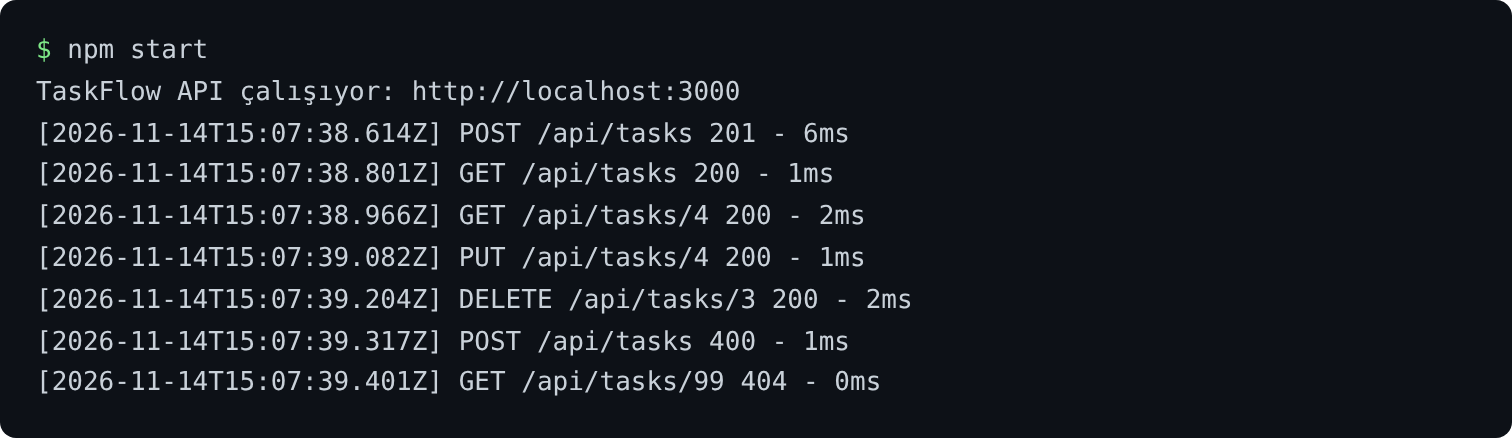 $ npm start
TaskFlow API çalışıyor: http://localhost:3000
[2026-11-14T15:07:38.614Z] POST /api/tasks 201 - 6ms
[2026-11-14T15:07:38.801Z] GET /api/tasks 200 - 1ms
[2026-11-14T15:07:38.966Z] GET /api/tasks/4 200 - 2ms
[2026-11-14T15:07:39.082Z] PUT /api/tasks/4 200 - 1ms
[2026-11-14T15:07:39.204Z] DELETE /api/tasks/3 200 - 2ms
[2026-11-14T15:07:39.317Z] POST /api/tasks 400 - 1ms
[2026-11-14T15:07:39.401Z] GET /api/tasks/99 404 - 0ms